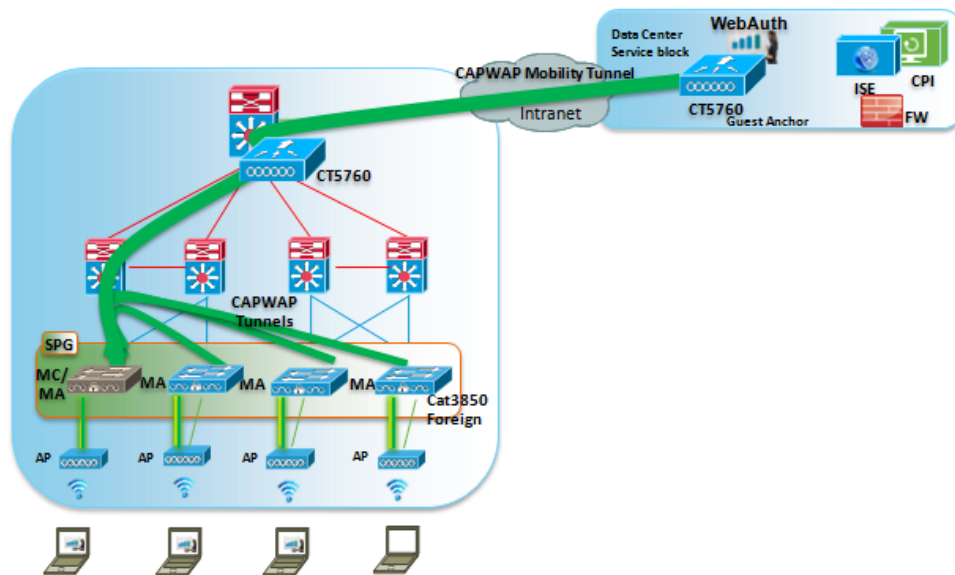 WebAuth
Data Center
Service block
CPI
ISE
FW
CT5760
Guest Anchor
CAPWAP Mobility Tunnel
Intranet
CT5760
CAPWAP
Tunnels
SPG
MC/
MA
MA
MA
MA
Cat3850
Foreign
AP
AP
AP
AP